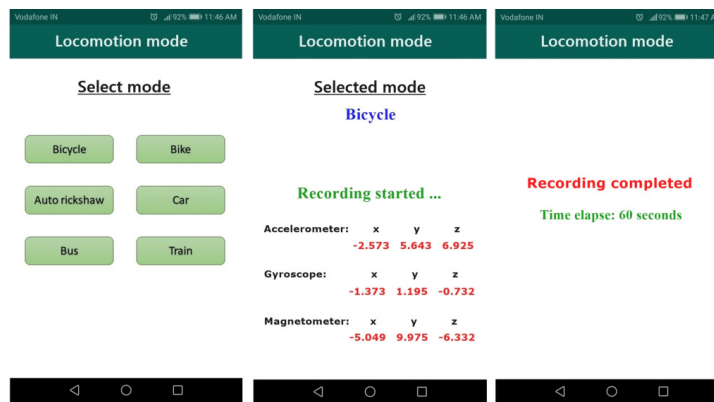 Vodafone IN 92% 11:46 AM
Locomotion mode
Select mode
Bicycle Bike
Auto rickshaw Car
Bus Train
Vodafone IN 92% 11:46 AM
Locomotion mode
Selected mode
Bicycle
Recording started ...
Accelerometer: x y z
-2.573 5.643 6.925
Gyroscope: x y z
-1.373 1.195 -0.732
Magnetometer: x y z
-5.049 9.975 -6.332
Vodafone IN 92% 11:47 A
Locomotion mode
Recording completed
Time elapse: 60 seconds